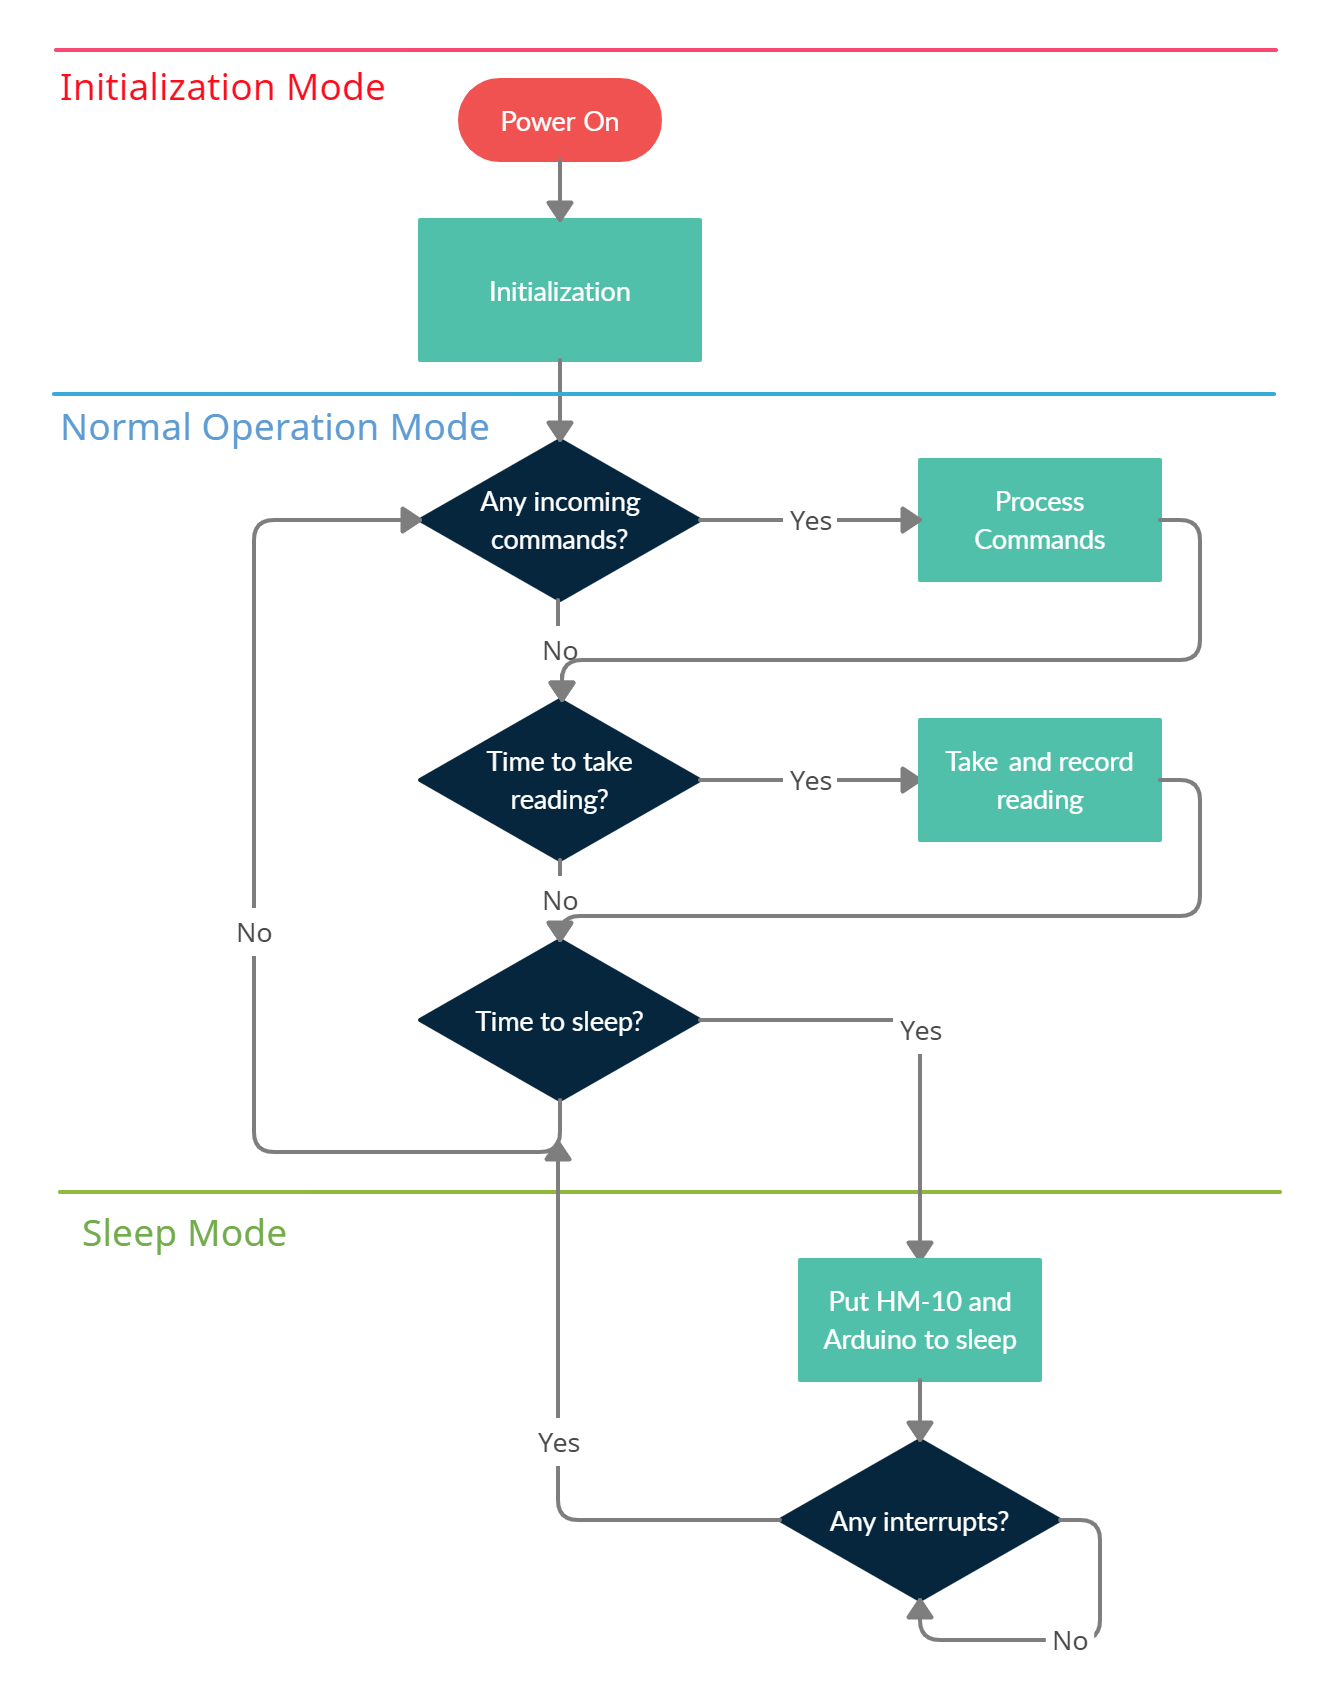 Initialization Mode
Power On
Initialization
Normal Operation Mode
Any incoming
commands?
Yes
Process
Commands
No
Time to take
reading?
Yes
Take and record
reading
No
No
Time to sleep?
Yes
Sleep Mode
Put HM-10 and
Arduino to sleep
Yes
Any interrupts?
No